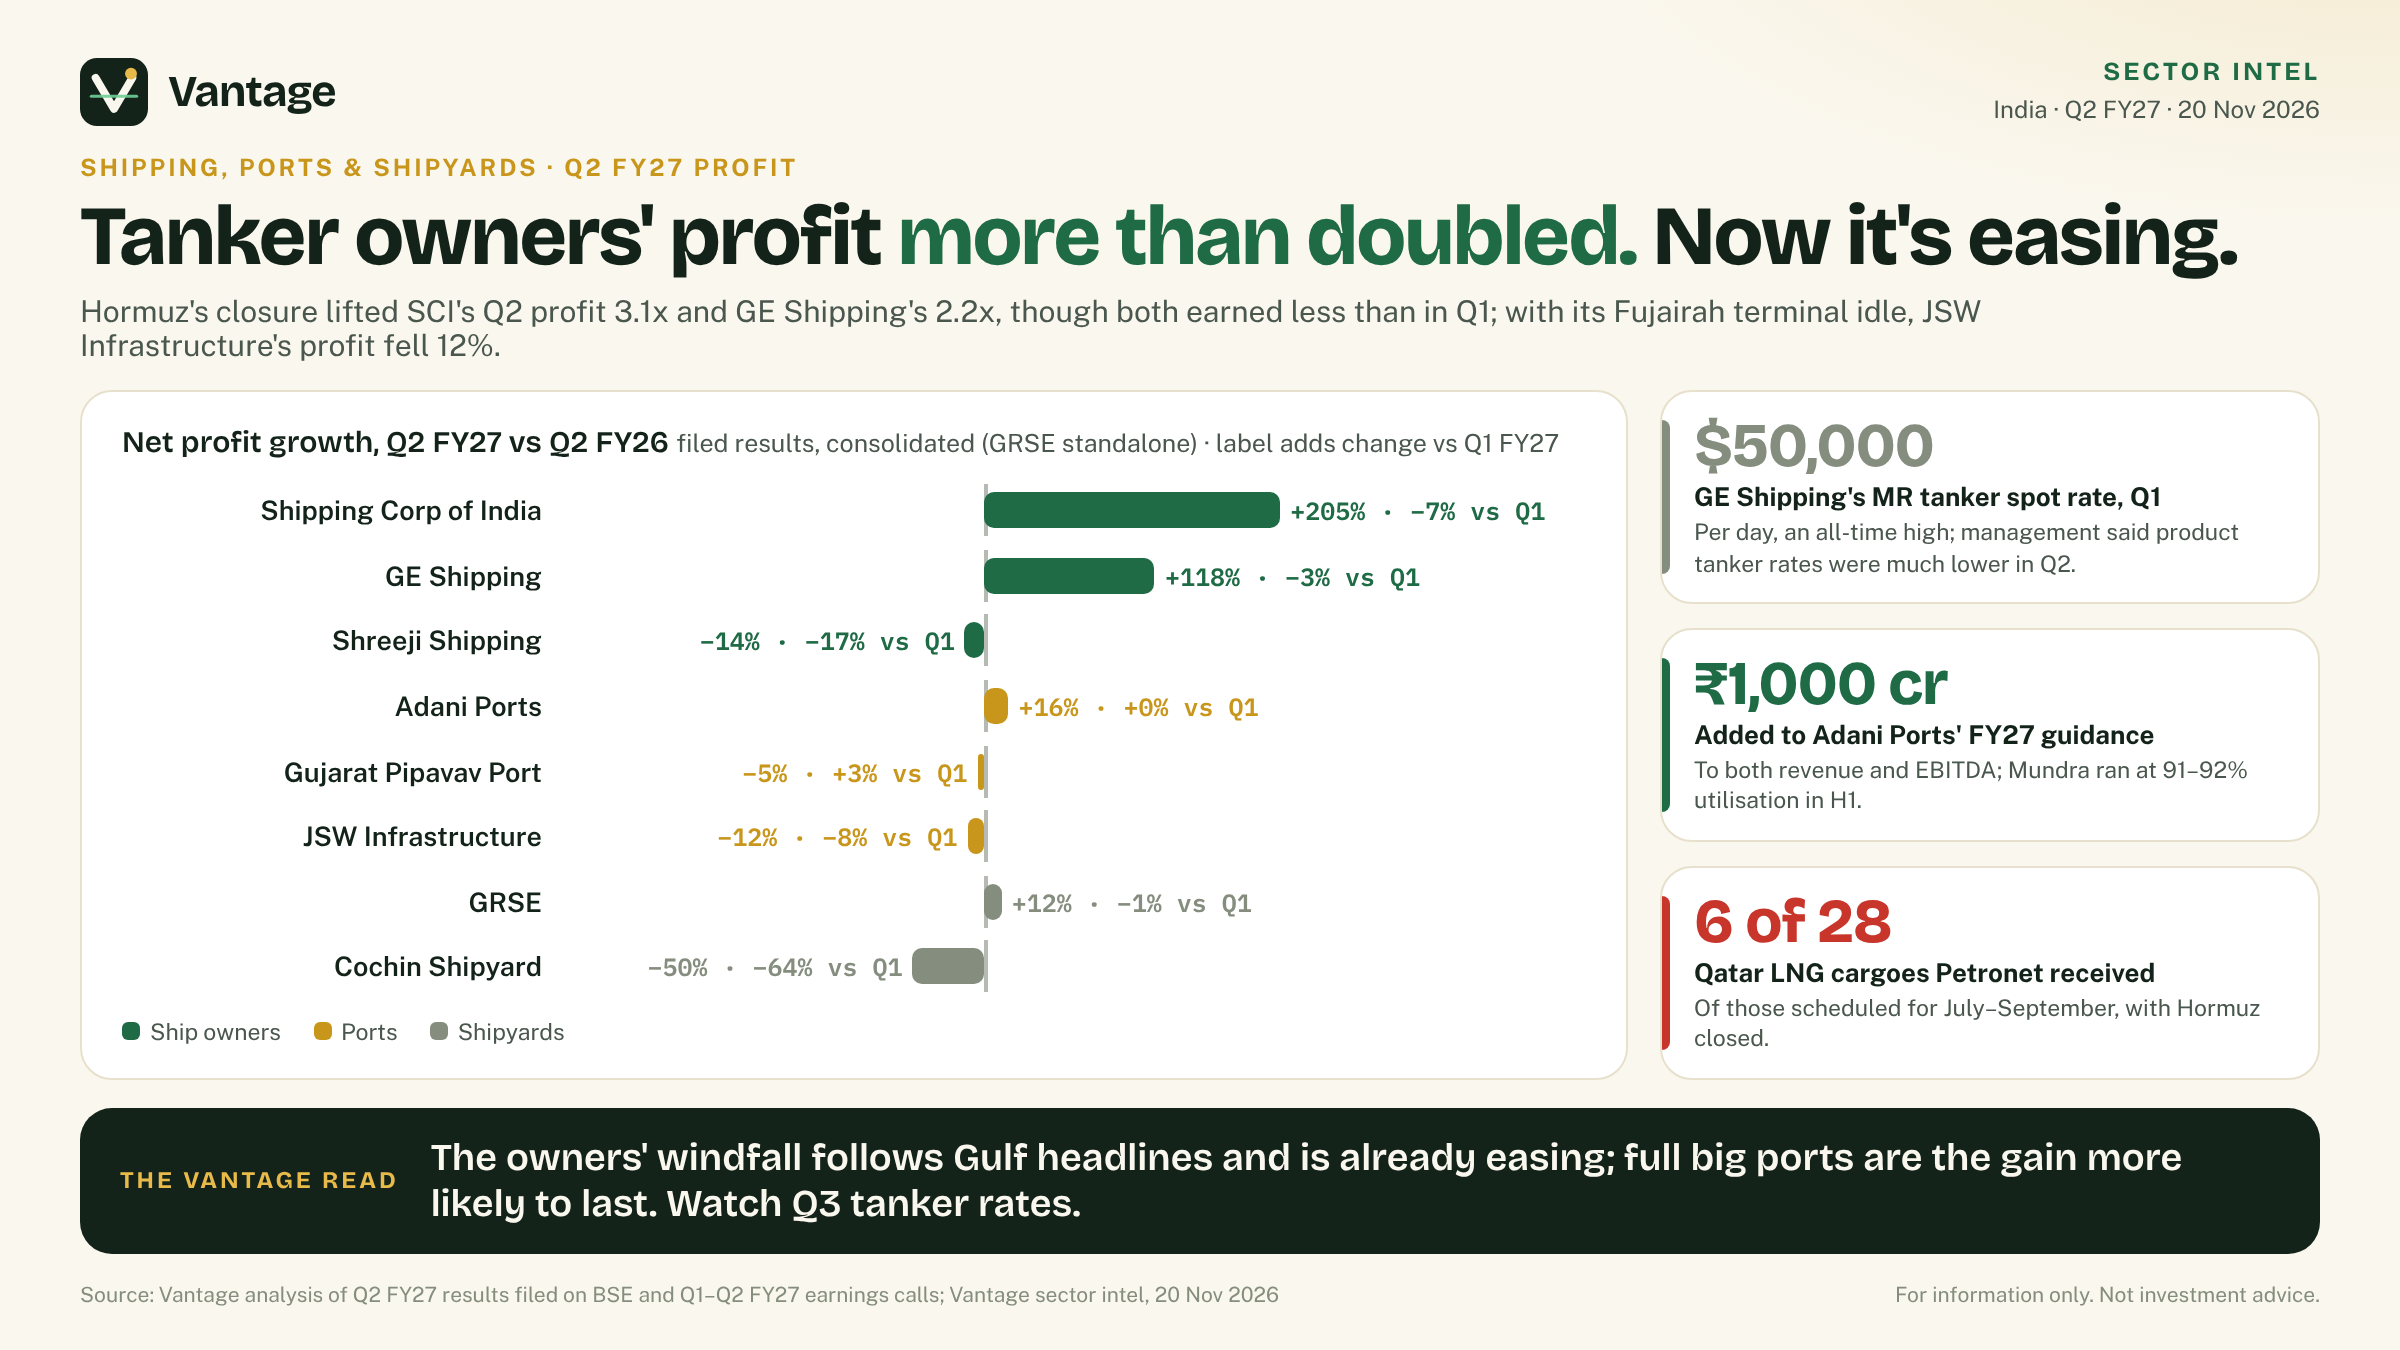 Vantage
SECTOR INTEL
India · Q2 FY27 · 20 Nov 2026
SHIPPING, PORTS & SHIPYARDS · Q2 FY27 PROFIT
Tanker owners' profit more than doubled. Now it's easing.
Hormuz's closure lifted SCI's Q2 profit 3.1x and GE Shipping's 2.2x, though both earned less than in Q1; with its Fujairah terminal idle, JSW
Infrastructure's profit fell 12%.
Net profit growth, Q2 FY27 vs Q2 FY26 filed results, consolidated (GRSE standalone) · label adds change vs Q1 FY27
Shipping Corp of India +205% · −7% vs Q1
GE Shipping +118% · −3% vs Q1
Shreeji Shipping −14% · −17% vs Q1
Adani Ports +16% · +0% vs Q1
Gujarat Pipavav Port −5% · +3% vs Q1
JSW Infrastructure −12% · −8% vs Q1
GRSE +12% · −1% vs Q1
Cochin Shipyard −50% · −64% vs Q1
Ship owners Ports Shipyards
$50,000
GE Shipping's MR tanker spot rate, Q1
Per day, an all-time high; management said product
tanker rates were much lower in Q2.
₹1,000 cr
Added to Adani Ports' FY27 guidance
To both revenue and EBITDA; Mundra ran at 91–92%
utilisation in H1.
6 of 28
Qatar LNG cargoes Petronet received
Of those scheduled for July–September, with Hormuz
closed.
THE VANTAGE READ
The owners' windfall follows Gulf headlines and is already easing; full big ports are the gain more
likely to last. Watch Q3 tanker rates.
Source: Vantage analysis of Q2 FY27 results filed on BSE and Q1–Q2 FY27 earnings calls; Vantage sector intel, 20 Nov 2026
For information only. Not investment advice.